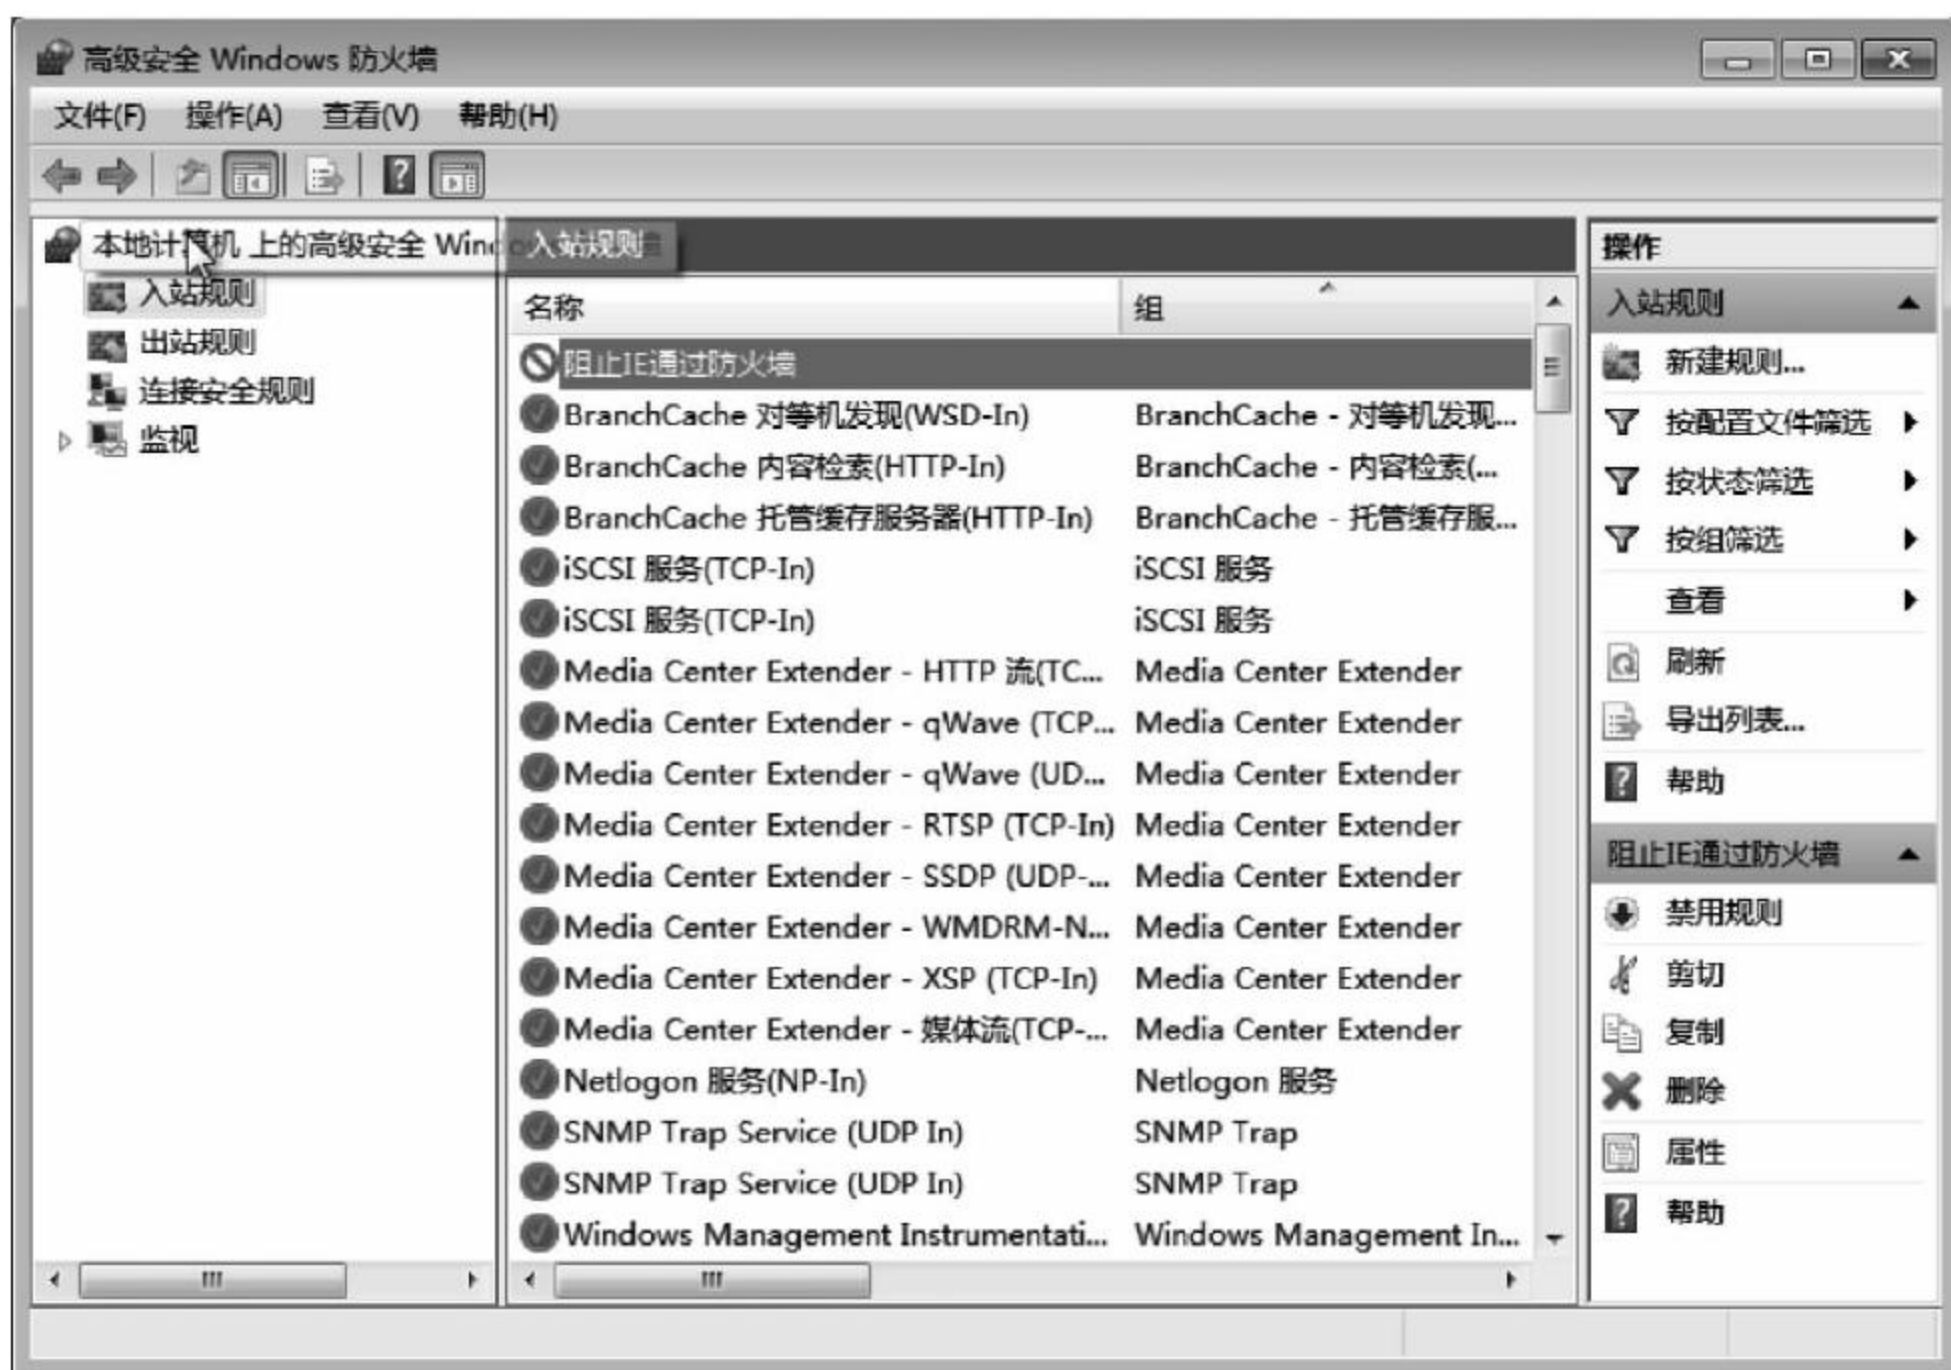 高级安全 Windows 防火墙
文件(F) 操作(A) 查看(V) 帮助(H)
本地计算机 上的高级安全 Wind
入站规则
出站规则
连接安全规则
监视
入站规则
名称 组
阻止IE通过防火墙
BranchCache 对等机发现(WSD-In) BranchCache - 对等机发现...
BranchCache 内容检索(HTTP-In) BranchCache - 内容检索(...
BranchCache 托管缓存服务器(HTTP-In) BranchCache - 托管缓存服...
iSCSI 服务(TCP-In) iSCSI 服务
iSCSI 服务(TCP-In) iSCSI 服务
Media Center Extender - HTTP 流(TC... Media Center Extender
Media Center Extender - qWave (TCP... Media Center Extender
Media Center Extender - qWave (UD... Media Center Extender
Media Center Extender - RTSP (TCP-In) Media Center Extender
Media Center Extender - SSDP (UDP-... Media Center Extender
Media Center Extender - WMDRM-N... Media Center Extender
Media Center Extender - XSP (TCP-In) Media Center Extender
Media Center Extender - 媒体流(TCP-... Media Center Extender
Netlogon 服务(NP-In) Netlogon 服务
SNMP Trap Service (UDP In) SNMP Trap
SNMP Trap Service (UDP In) SNMP Trap
Windows Management Instrumentati... Windows Management In...
操作
入站规则
新建规则...
按配置文件筛选
按状态筛选
按组筛选
查看
刷新
导出列表...
帮助
阻止IE通过防火墙
禁用规则
剪切
复制
删除
属性
帮助